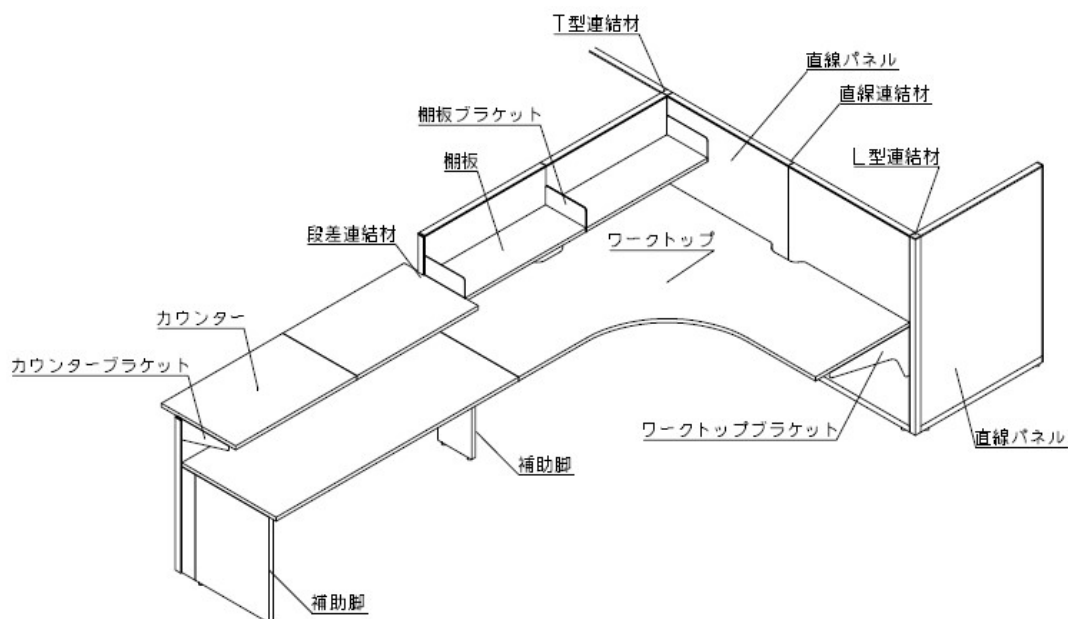 T型連結材
直線パネル
直線連結材
棚板ブラケット
L型連結材
棚板
段差連結材
ワークトップ
カウンター
カウンターブラケット
ワークトップブラケット
直線パネル
補助脚
補助脚